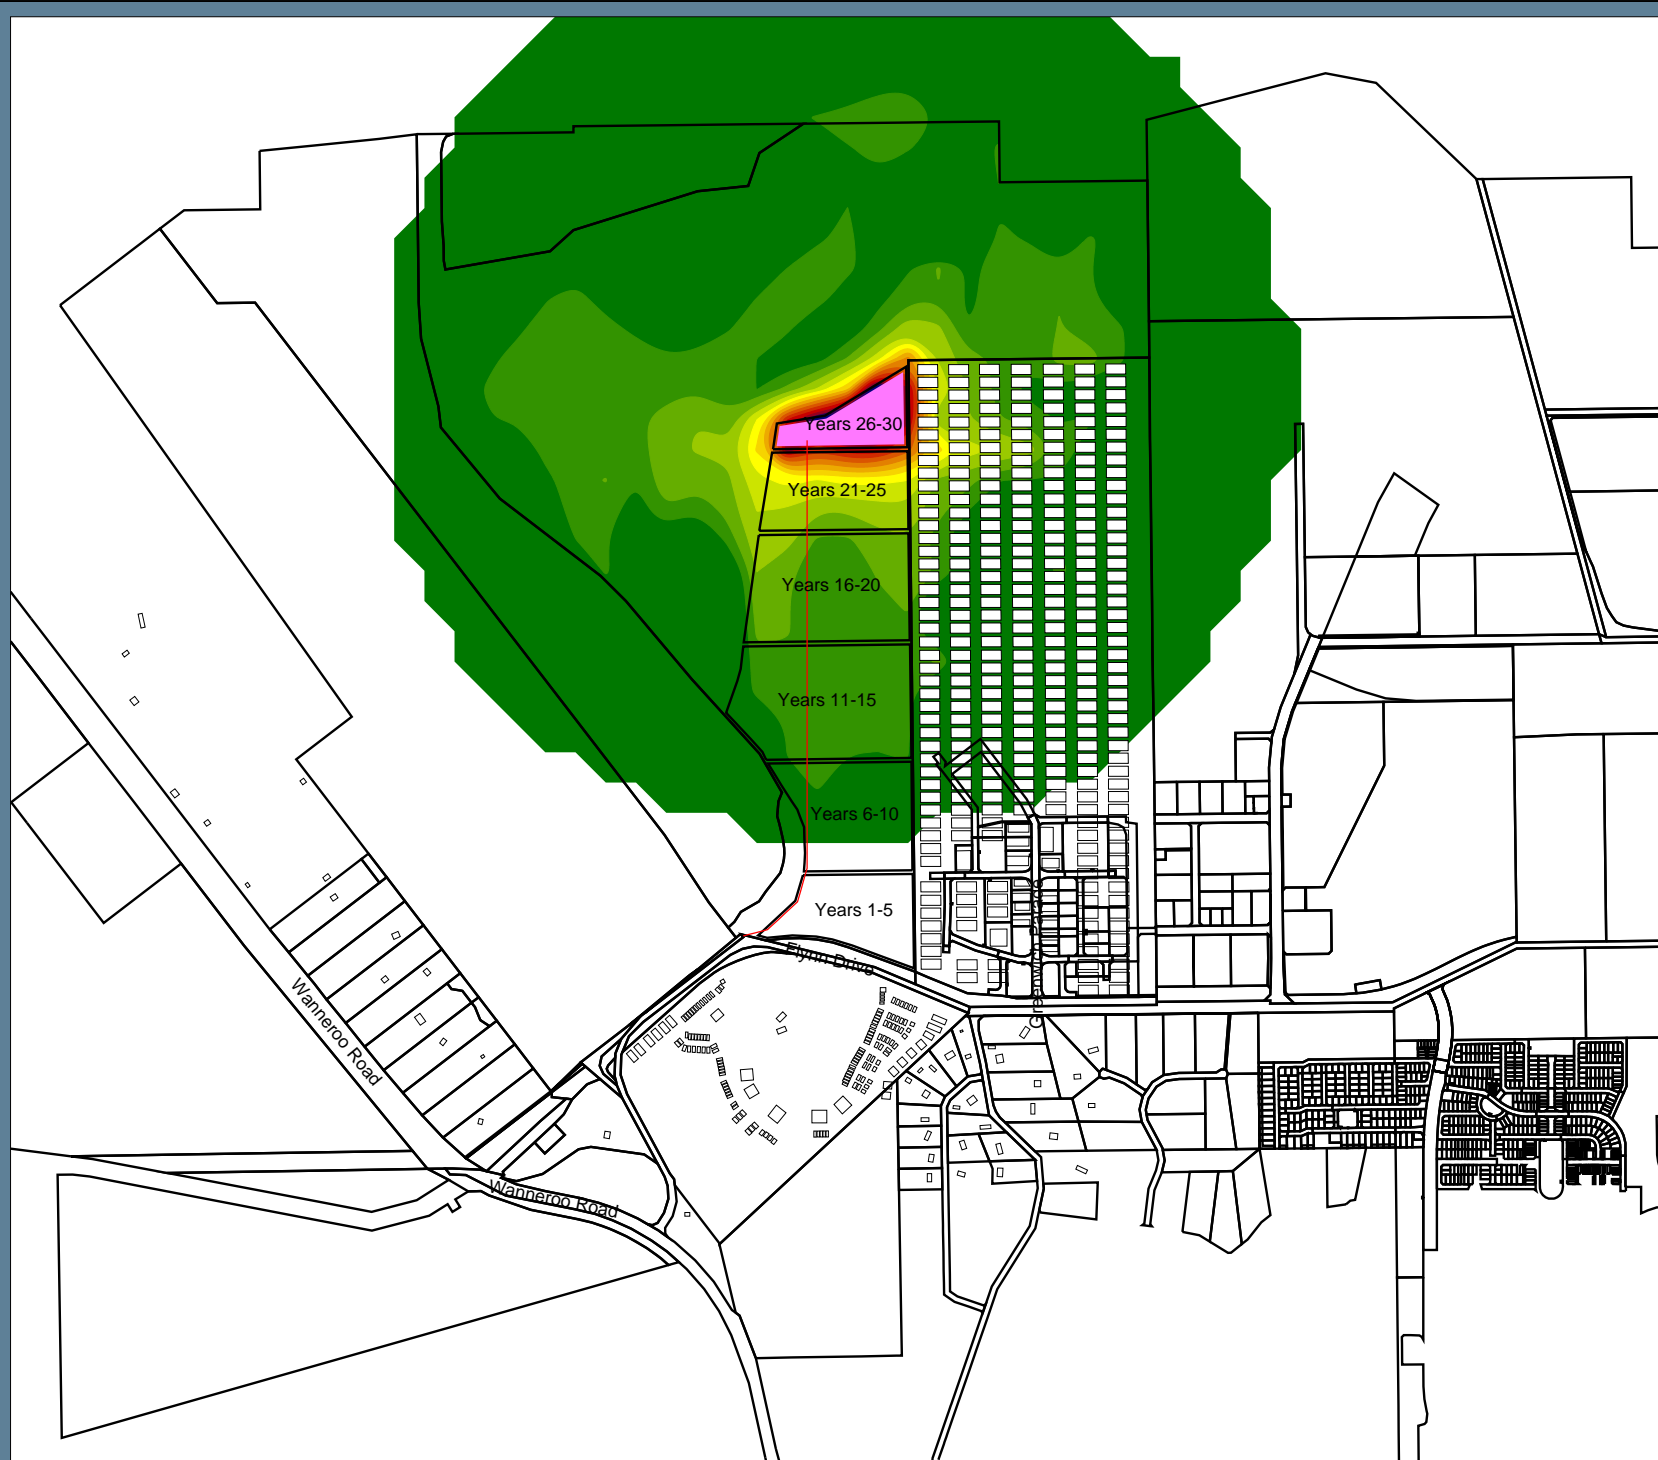 Years 26-30
Years 21-25
Years 16-20
Years 11-15
Years 6-10
Years 1-5
Flynn Drive
Wanneroo Road
Wanneroo Road